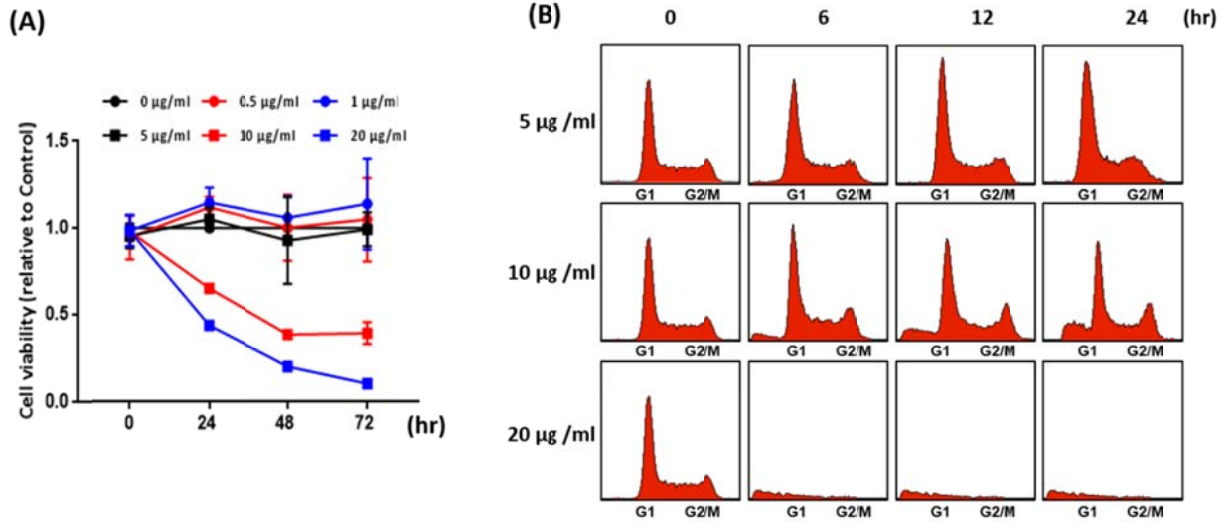 (A)
0 µg/ml 0.5 µg/ml 1 µg/ml
5 µg/ml 10 µg/ml 20 µg/ml
Cell viability (relative to Control)
1.5
1.0
0.5
0.0
0 24 48 72 (hr)
(B)
0 6 12 24 (hr)
5 µg /ml
G1 G2/M G1 G2/M G1 G2/M G1 G2/M
10 µg /ml
G1 G2/M G1 G2/M G1 G2/M G1 G2/M
20 µg /ml
G1 G2/M G1 G2/M G1 G2/M G1 G2/M